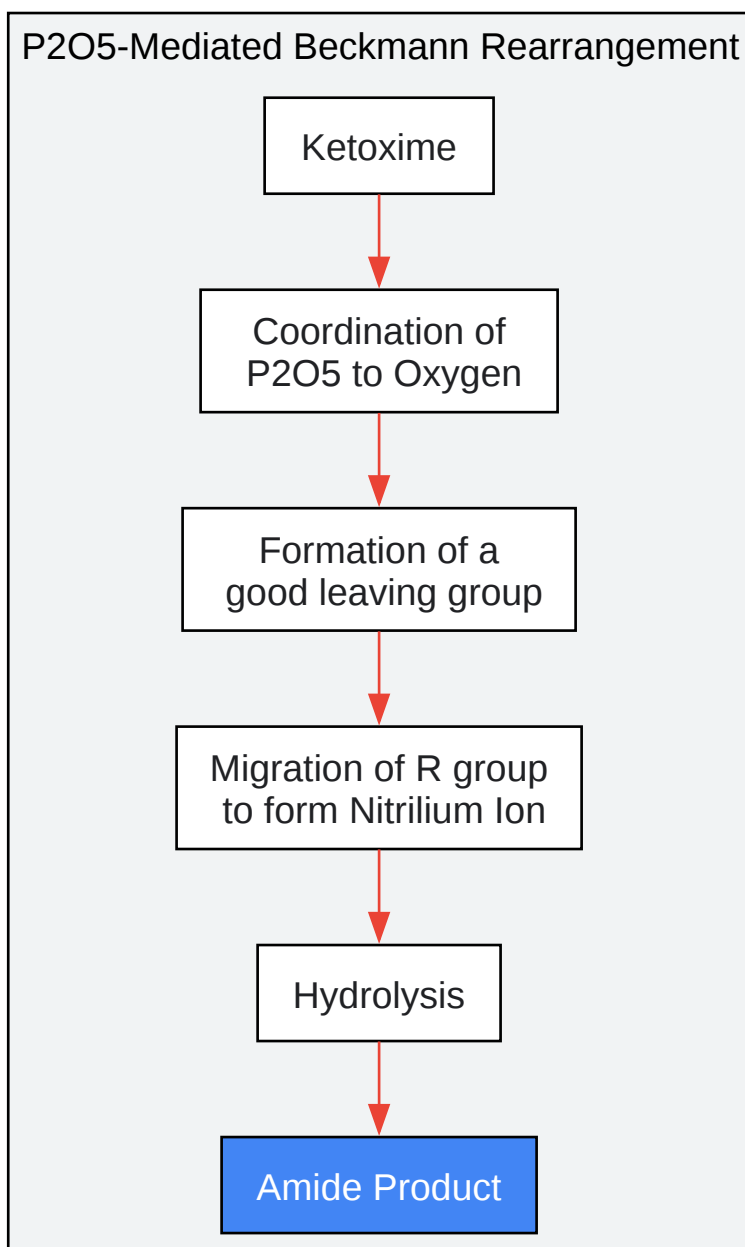 P2O5-Mediated Beckmann Rearrangement
Ketoxime
Coordination of
P2O5 to Oxygen
Formation of a
good leaving group
Migration of R group
to form Nitrilium Ion
Hydrolysis
Amide Product